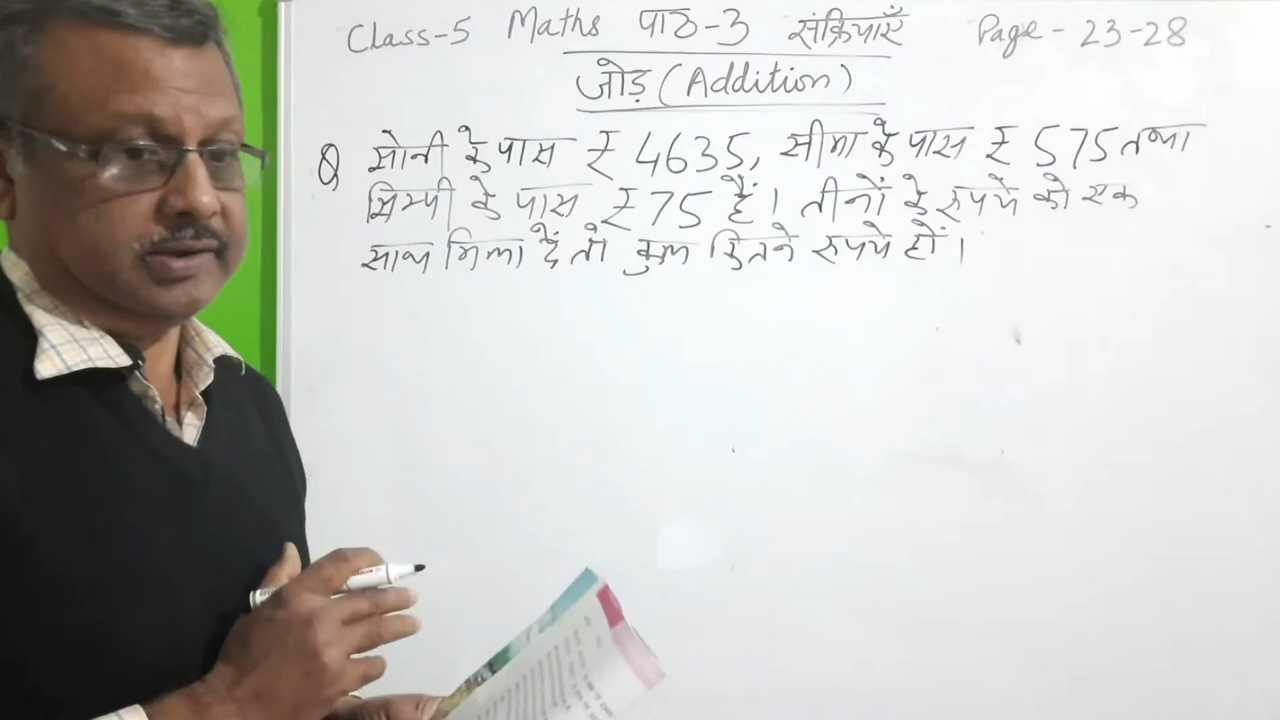 Class-5 Maths पाठ-3 संक्रियाएँ Page - 23-28
जोड़ (Addition)
Q सोनी के पास ₹ 4635, सीमा के पास ₹ 575 तथा
सिम्पी के पास ₹ 75 हैं। तीनों के रुपये को एक
साथ मिला दें तो कुल कितने रुपये हों।